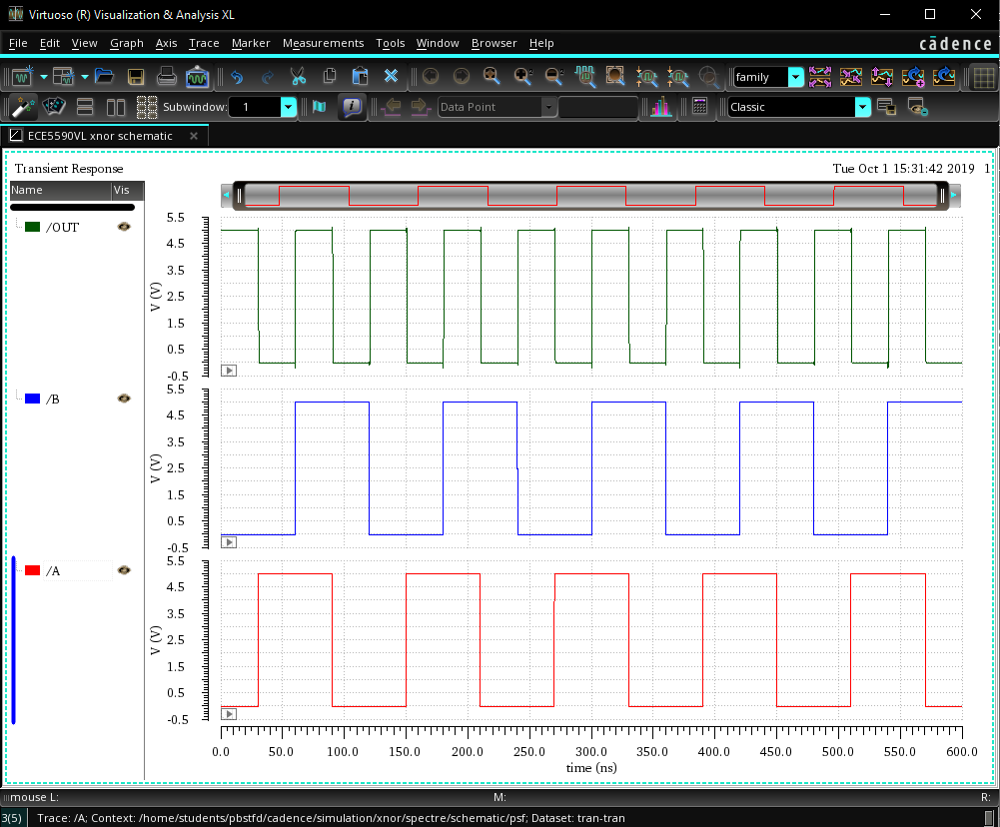 Virtuoso (R) Visualization & Analysis XL
File Edit View Graph Axis Trace Marker Measurements Tools Window Browser Help
cādence
family
Subwindow: 1
Data Point
Classic
ECE5590VL xnor schematic
Transient Response
Tue Oct 1 15:31:42 2019 1
Name Vis
/OUT
V (V)
5.5
4.5
3.5
2.5
1.5
0.5
-0.5
/B
V (V)
5.5
4.5
3.5
2.5
1.5
0.5
-0.5
/A
V (V)
5.5
4.5
3.5
2.5
1.5
0.5
-0.5
0.0 50.0 100.0 150.0 200.0 250.0 300.0 350.0 400.0 450.0 500.0 550.0 600.0
time (ns)
mouse L: M: R:
3(5) Trace: /A; Context: /home/students/pbstfd/cadence/simulation/xnor/spectre/schematic/psf; Dataset: tran-tran